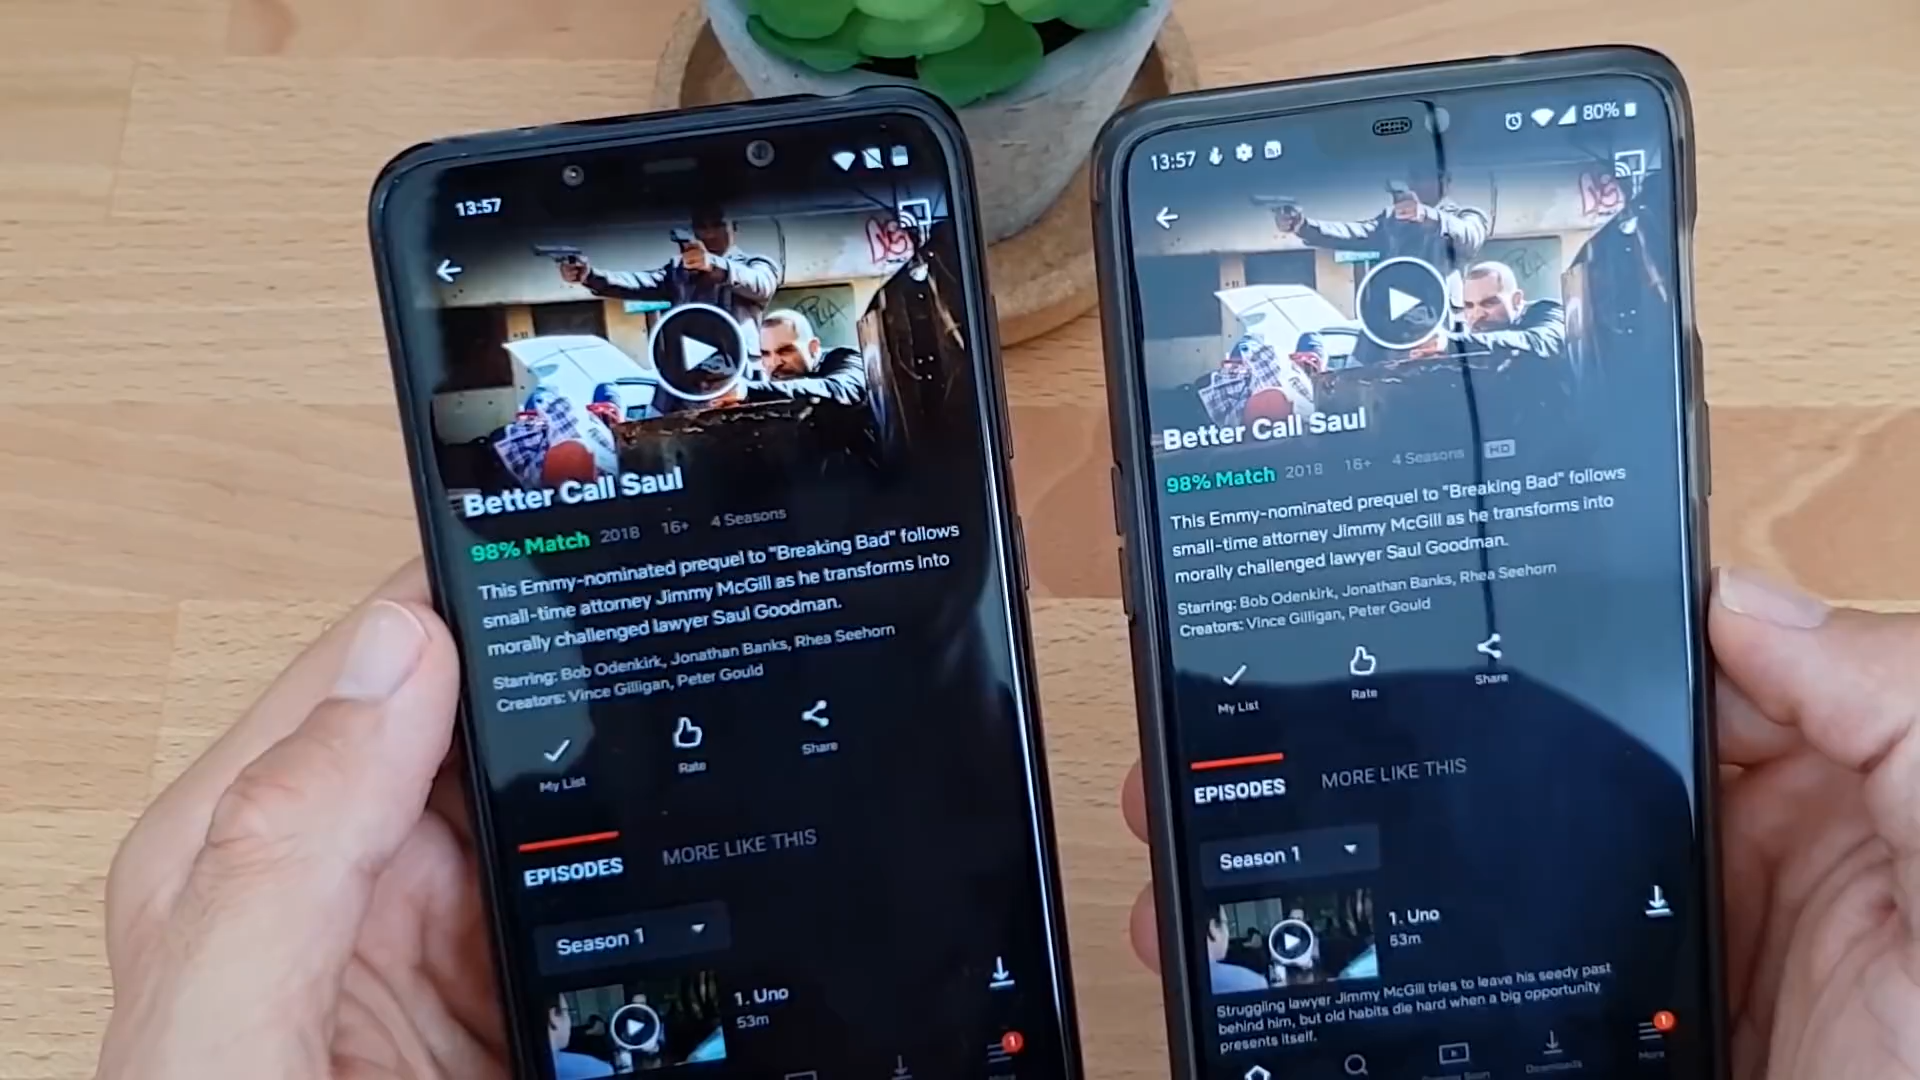 13:57
Better Call Saul
98% Match 2018 16+ 4 Seasons
This Emmy-nominated prequel to "Breaking Bad" follows
small-time attorney Jimmy McGill as he transforms into
morally challenged lawyer Saul Goodman.
Starring: Bob Odenkirk, Jonathan Banks, Rhea Seehorn
Creators: Vince Gilligan, Peter Gould
My List
Rate
Share
EPISODES
MORE LIKE THIS
Season 1
1. Uno
53m
1
13:57
80%
Better Call Saul
98% Match 2018 16+ 4 Seasons HD
This Emmy-nominated prequel to "Breaking Bad" follows
small-time attorney Jimmy McGill as he transforms into
morally challenged lawyer Saul Goodman.
Starring: Bob Odenkirk, Jonathan Banks, Rhea Seehorn
Creators: Vince Gilligan, Peter Gould
My List
Rate
Share
EPISODES
MORE LIKE THIS
Season 1
1. Uno
53m
Struggling lawyer Jimmy McGill tries to leave his seedy past
behind him, but old habits die hard when a big opportunity
presents itself.
1
Downloads
More